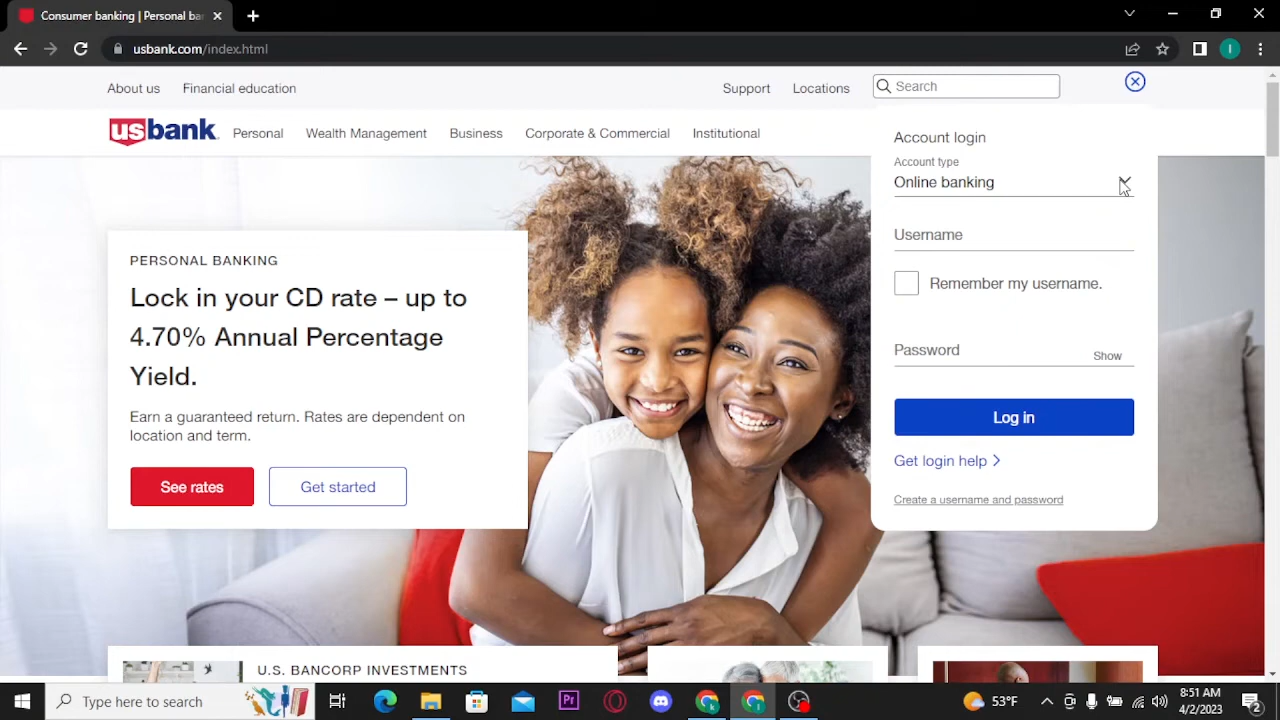 Consumer banking | Personal ba
usbank.com/index.html
About us Financial education Support Locations Search
usbank. Personal Wealth Management Business Corporate & Commercial Institutional
Account login
Account type
Online banking
Username
Remember my username.
Password Show
Log in
Get login help
Create a username and password
PERSONAL BANKING
Lock in your CD rate – up to
4.70% Annual Percentage
Yield.
Earn a guaranteed return. Rates are dependent on
location and term.
See rates Get started
U.S. BANCORP INVESTMENTS
Type here to search
Pr
53°F
8:51 AM
4/2/2023
2